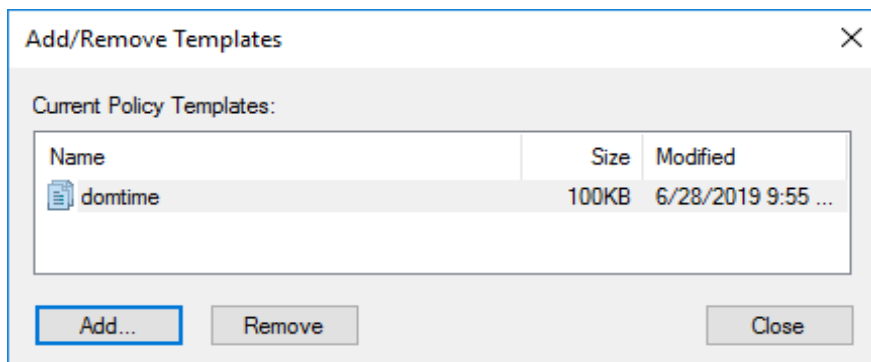 Add/Remove Templates
Current Policy Templates:
Name Size Modified
domtime 100KB 6/28/2019 9:55 ...
Add... Remove Close